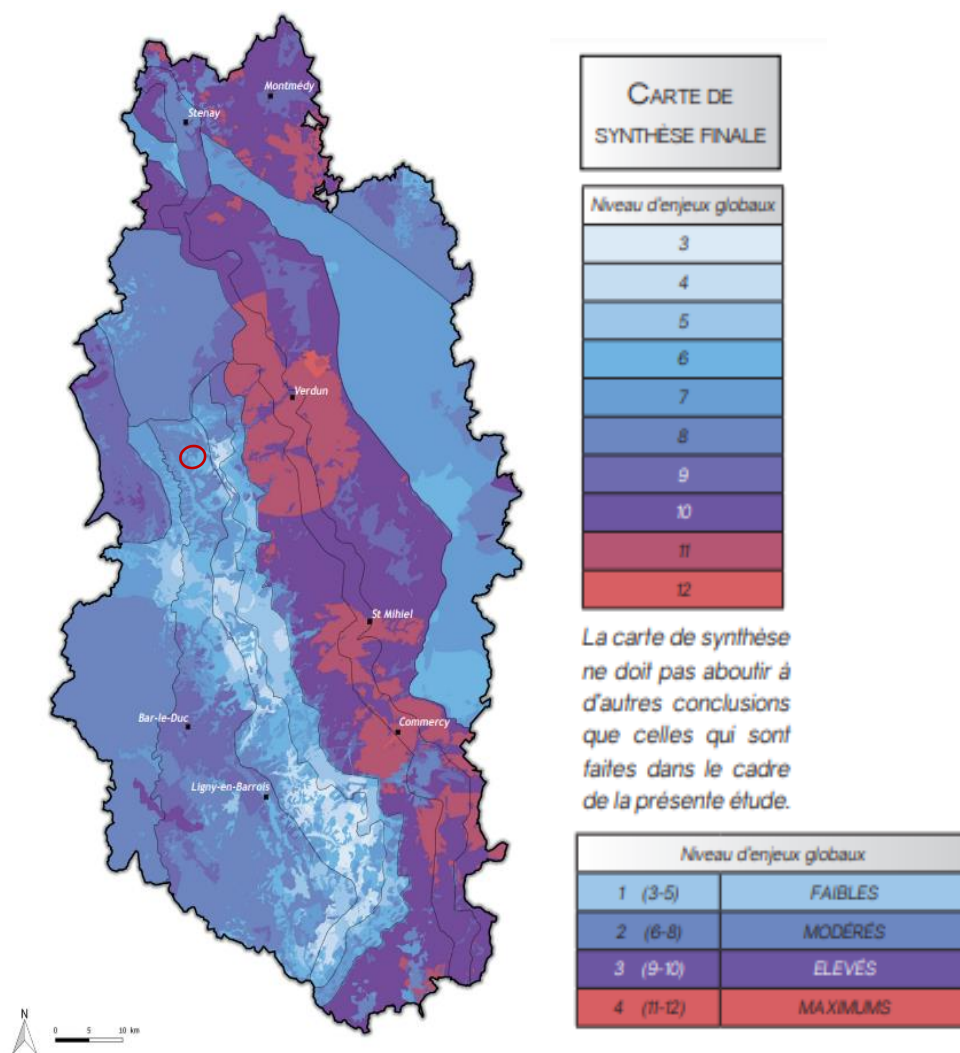 Montmédy
Stenay
Verdun
St Mihiel
Bar-le-Duc
Commercy
Ligny-en-Barrois
N
0 5 10 km
CARTE DE
SYNTHÈSE FINALE
Niveau d'enjeux globaux
3
4
5
6
7
8
9
10
11
12
La carte de synthèse
ne doit pas aboutir à
d'autres conclusions
que celles qui sont
faites dans le cadre
de la présente étude.
Niveau d'enjeux globaux
1 (3-5) FAIBLES
2 (6-8) MODÉRÉS
3 (9-10) ELEVÉS
4 (11-12) MAXIMUMS